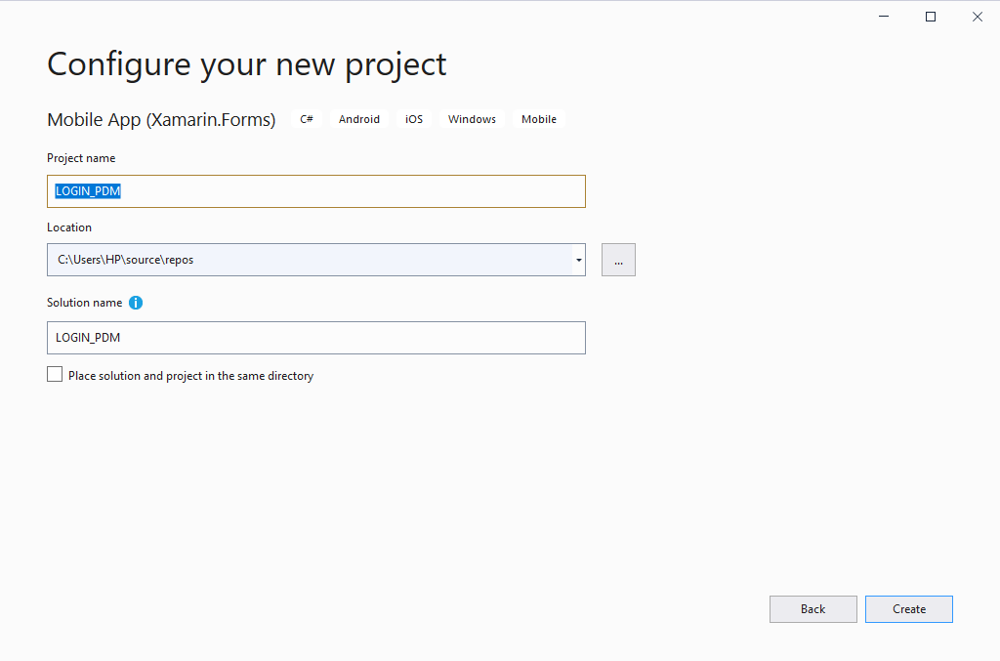 Configure your new project
Mobile App (Xamarin.Forms) C# Android iOS Windows Mobile
Project name
LOGIN_PDM
Location
C:\Users\HP\source\repos
...
Solution name
LOGIN_PDM
Place solution and project in the same directory
Back Create